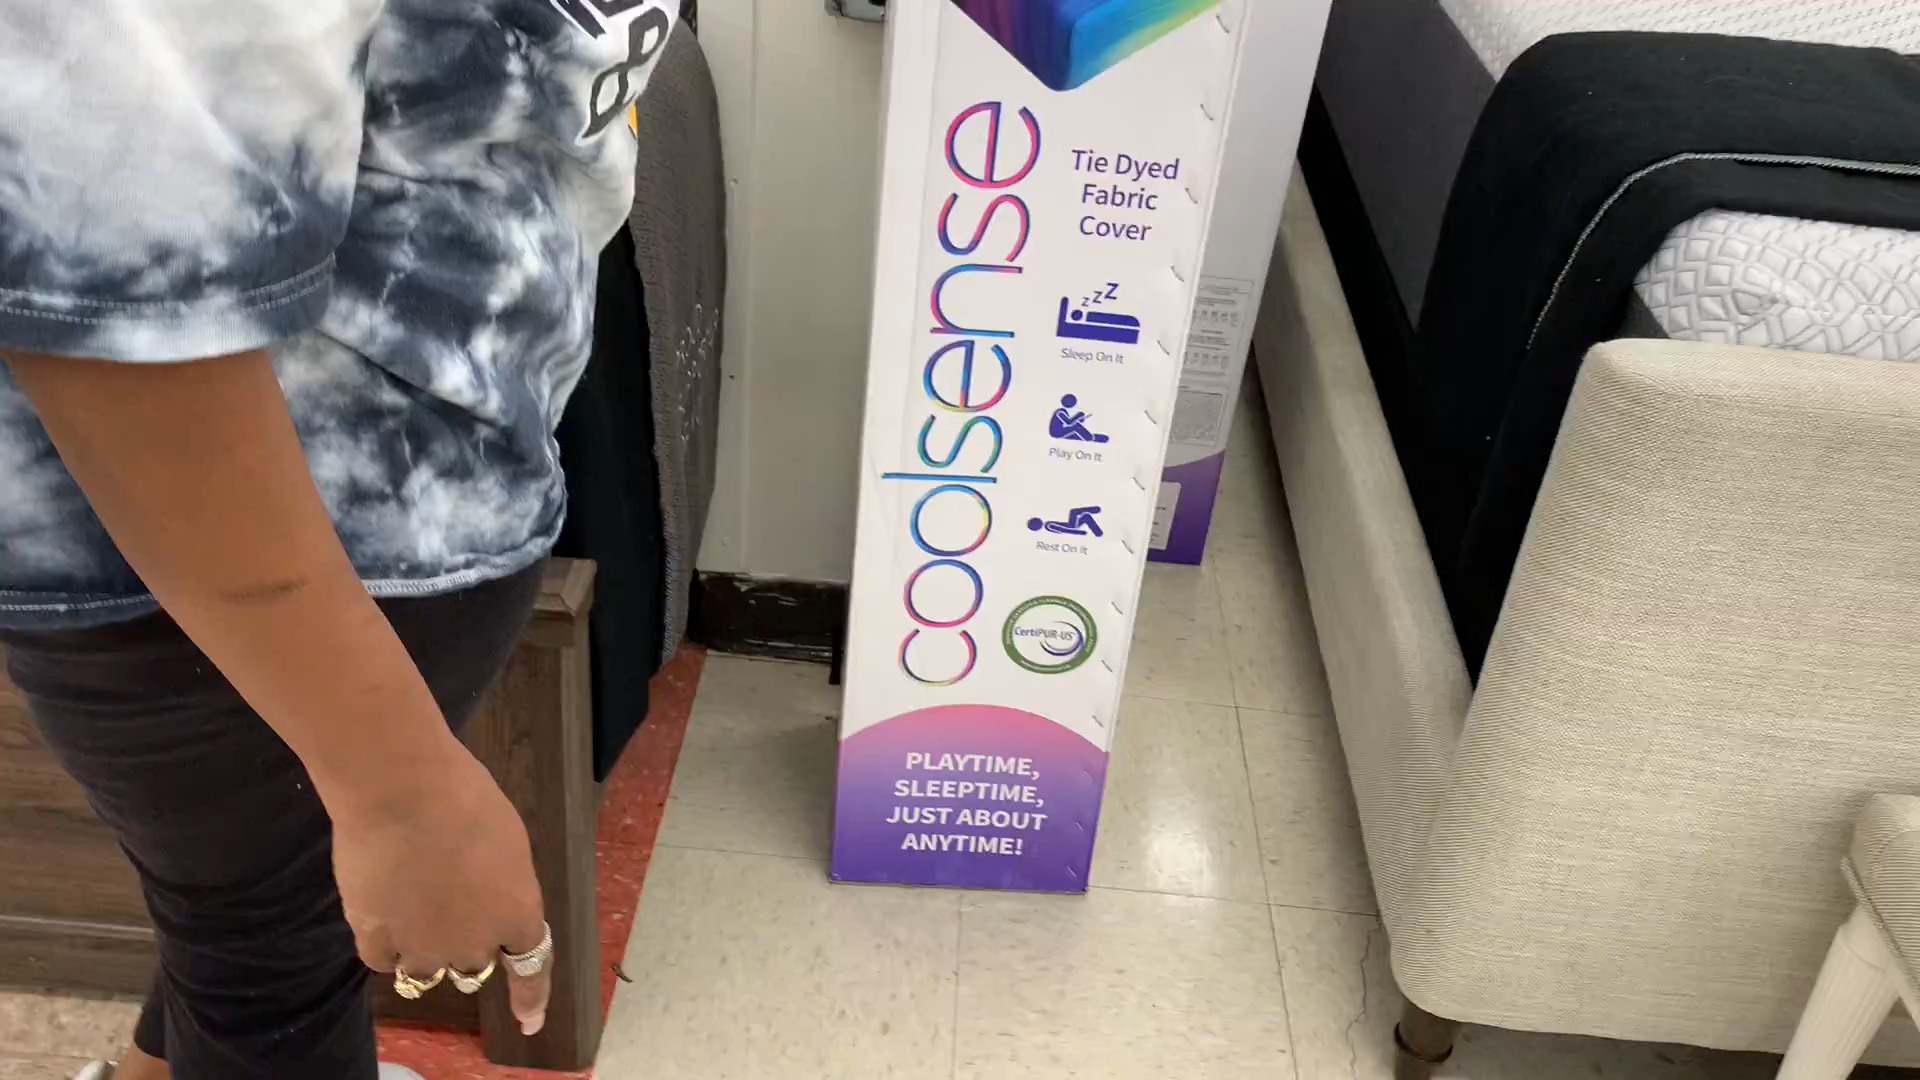 coolsense
Tie Dyed
Fabric
Cover
zzZ
Sleep On It
Play On It
Rest On It
CertiPUR-US
PLAYTIME,
SLEEPTIME,
JUST ABOUT
ANYTIME!